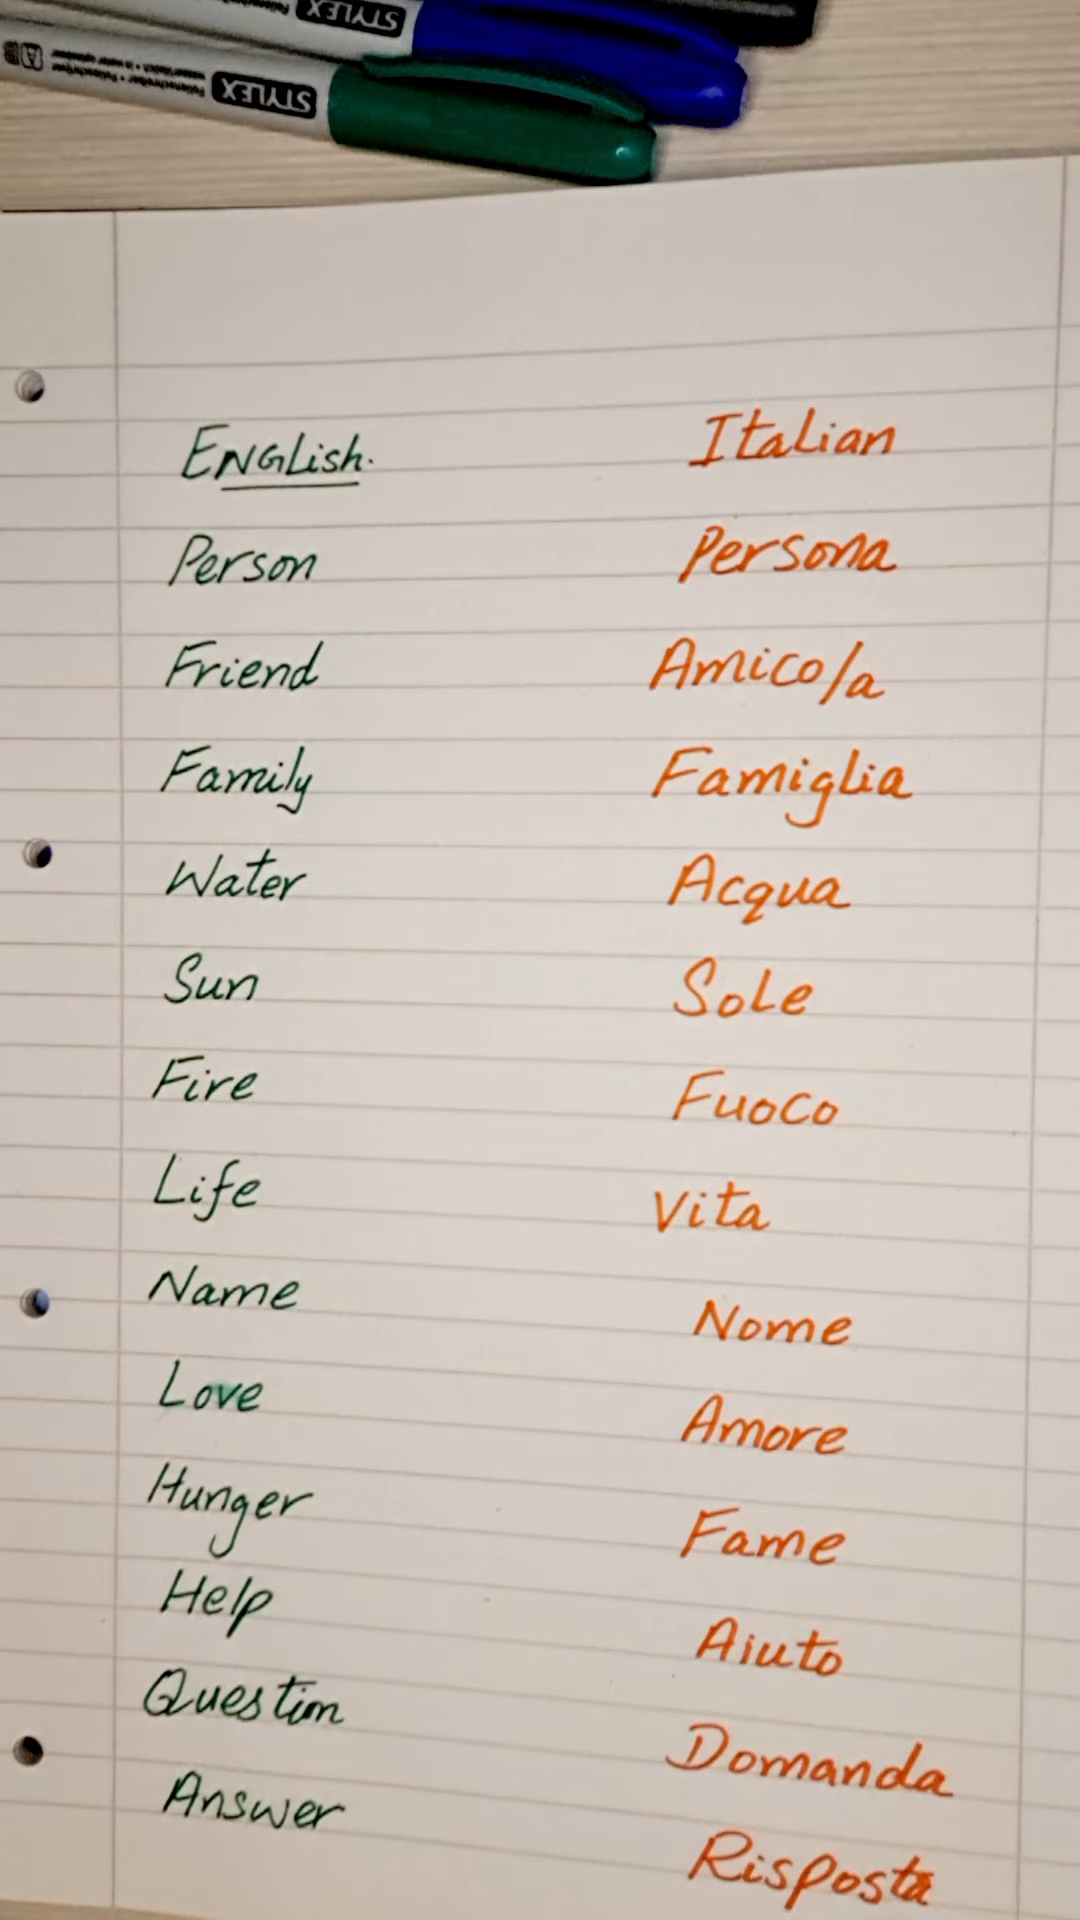 STYLEX
STYLEX
English. Italian
Person Persona
Friend Amico/a
Family Famiglia
Water Acqua
Sun Sole
Fire Fuoco
Life Vita
Name Nome
Love Amore
Hunger Fame
Help Aiuto
Question Domanda
Answer Risposta